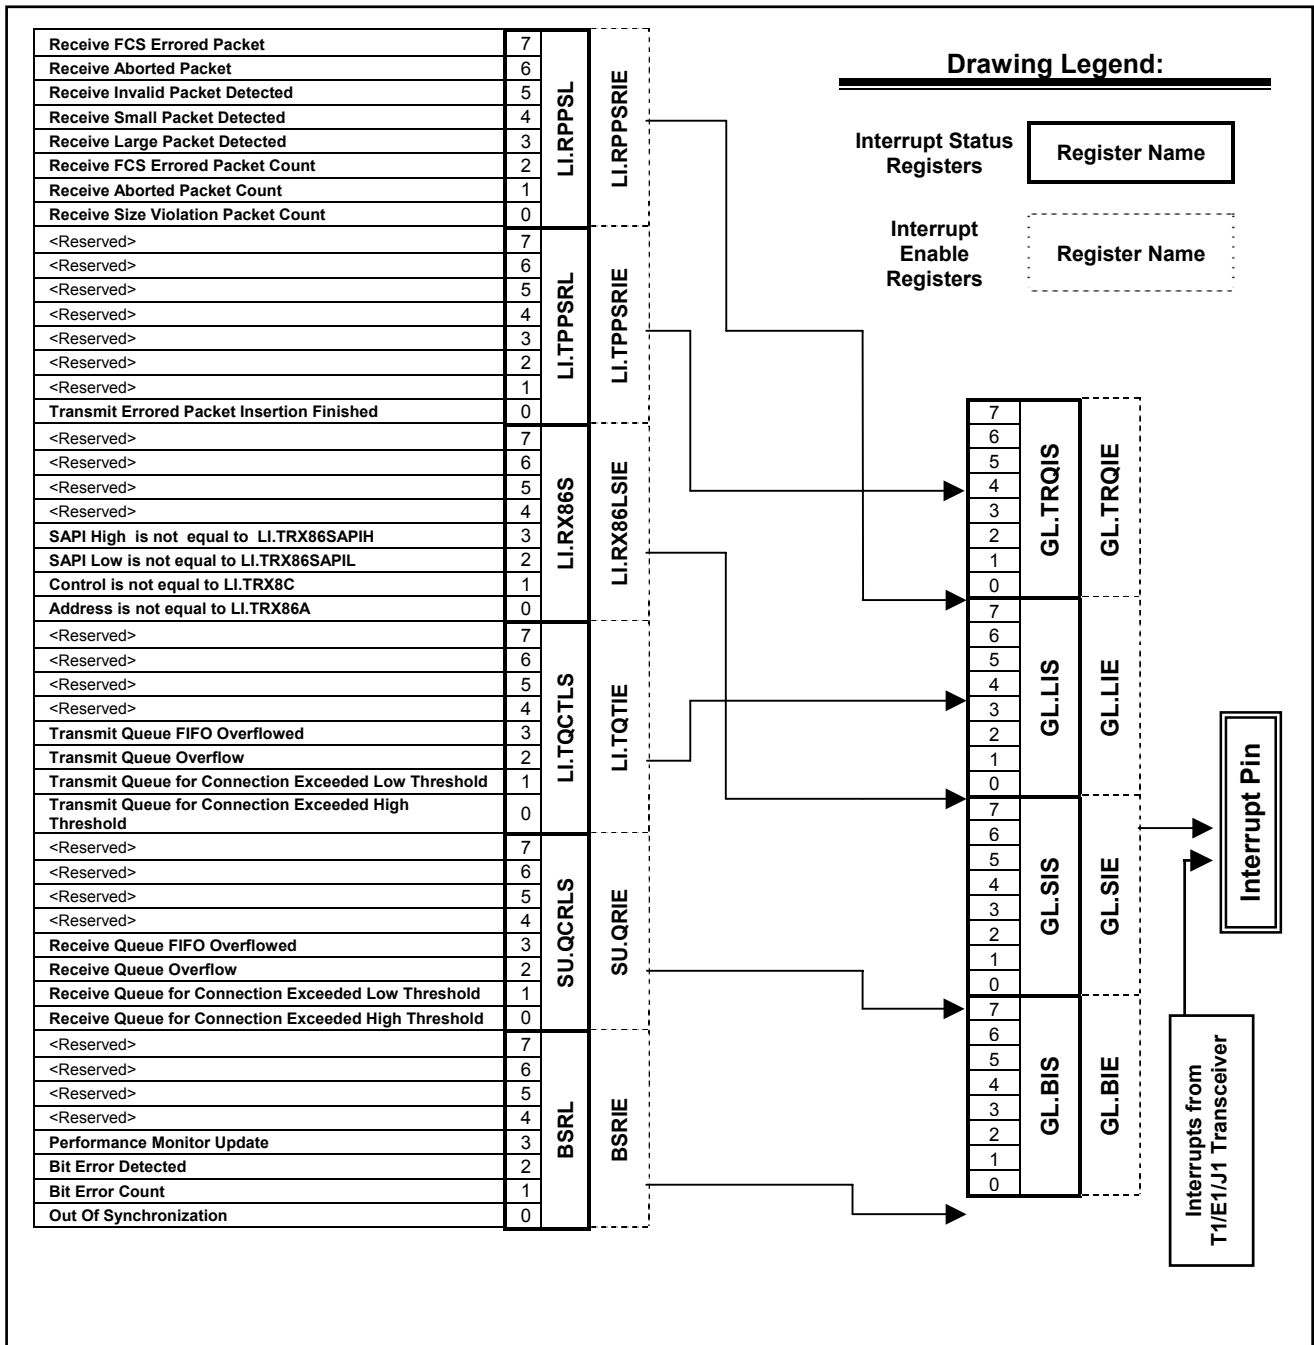 Receive FCS Errored Packet 7
Receive Aborted Packet 6
Receive Invalid Packet Detected 5
Receive Small Packet Detected 4
Receive Large Packet Detected 3
Receive FCS Errored Packet Count 2
Receive Aborted Packet Count 1
Receive Size Violation Packet Count 0
LI.RPPSL
LI.RPPSRIE
<Reserved> 7
<Reserved> 6
<Reserved> 5
<Reserved> 4
<Reserved> 3
<Reserved> 2
<Reserved> 1
Transmit Errored Packet Insertion Finished 0
LI.TPPSRL
LI.TPPSRIE
<Reserved> 7
<Reserved> 6
<Reserved> 5
<Reserved> 4
SAPI High is not equal to LI.TRX86SAPIH 3
SAPI Low is not equal to LI.TRX86SAPIL 2
Control is not equal to LI.TRX8C 1
Address is not equal to LI.TRX86A 0
LI.RX86S
LI.RX86LSIE
<Reserved> 7
<Reserved> 6
<Reserved> 5
<Reserved> 4
Transmit Queue FIFO Overflowed 3
Transmit Queue Overflow 2
Transmit Queue for Connection Exceeded Low Threshold 1
Transmit Queue for Connection Exceeded High
Threshold 0
LI.TQCTLS
LI.TQTIE
<Reserved> 7
<Reserved> 6
<Reserved> 5
<Reserved> 4
Receive Queue FIFO Overflowed 3
Receive Queue Overflow 2
Receive Queue for Connection Exceeded Low Threshold 1
Receive Queue for Connection Exceeded High Threshold 0
SU.QCRLS
SU.QRIE
<Reserved> 7
<Reserved> 6
<Reserved> 5
<Reserved> 4
Performance Monitor Update 3
Bit Error Detected 2
Bit Error Count 1
Out Of Synchronization 0
BSRL
BSRIE
Drawing Legend:
Interrupt Status
Registers
Register Name
Interrupt
Enable
Registers
Register Name
7
6
5
4
3
2
1
0
GL.TRQIS
GL.TRQIE
7
6
5
4
3
2
1
0
GL.LIS
GL.LIE
7
6
5
4
3
2
1
0
GL.SIS
GL.SIE
7
6
5
4
3
2
1
0
GL.BIS
GL.BIE
Interrupt Pin
Interrupts from
T1/E1/J1 Transceiver